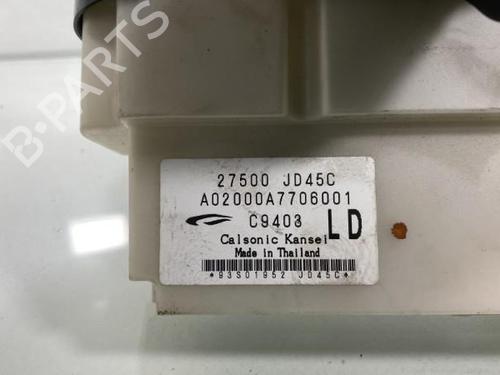 B-PARTS
27500 JD45C
A02000A7706001
C9403 LD
Calsonic Kansei
Made in Thailand
*93S01952 JD45C*